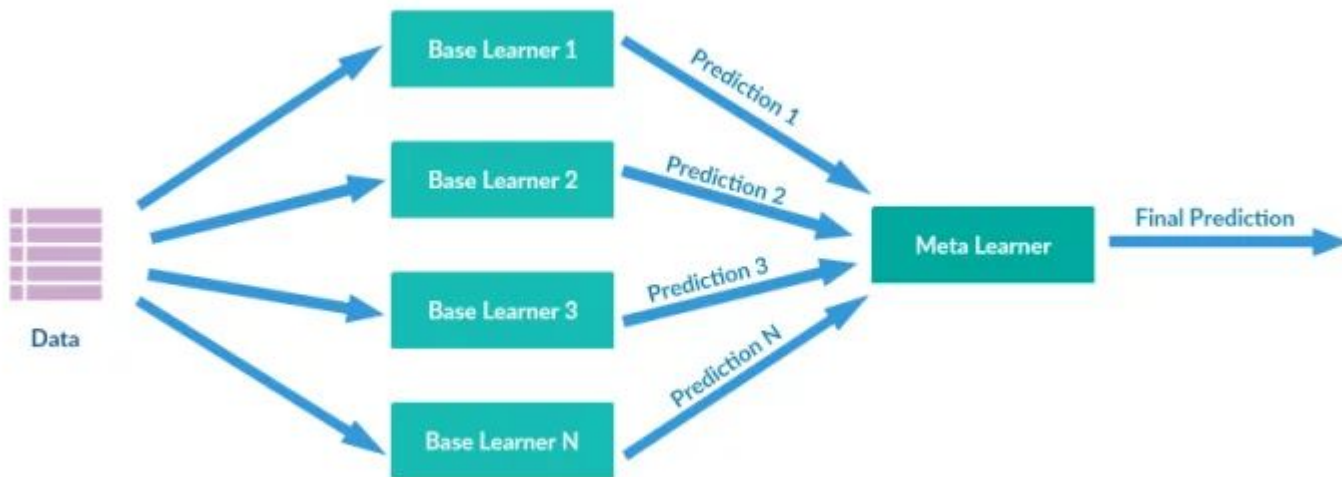 Base Learner 1
Prediction 1
Base Learner 2
Prediction 2
Meta Learner
Final Prediction
Data
Base Learner 3
Prediction 3
Base Learner N
Prediction N